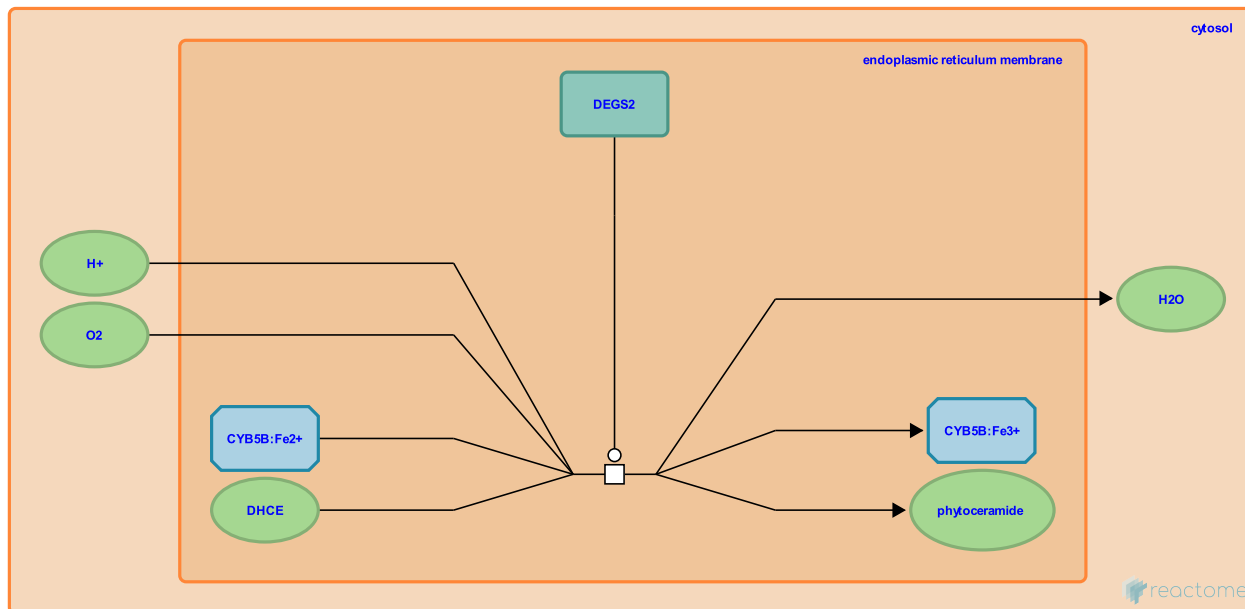 cytosol
endoplasmic reticulum membrane
DEGS2
H+
H2O
O2
CYB5B:Fe2+
CYB5B:Fe3+
DHCE
phytoceramide
reactome